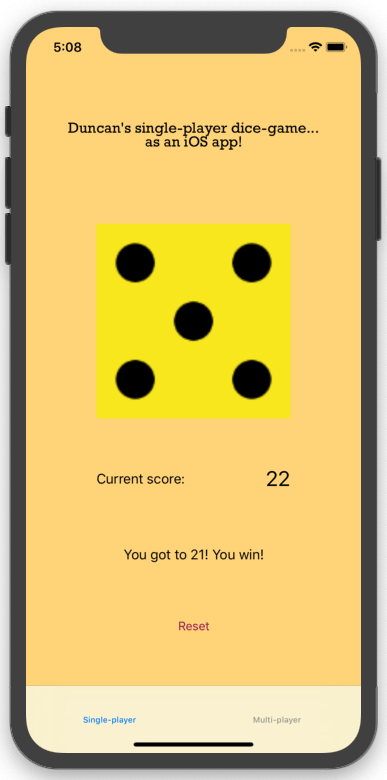 5:08
Duncan's single-player dice-game...
as an iOS app!
Current score: 22
You got to 21! You win!
Reset
Single-player Multi-player